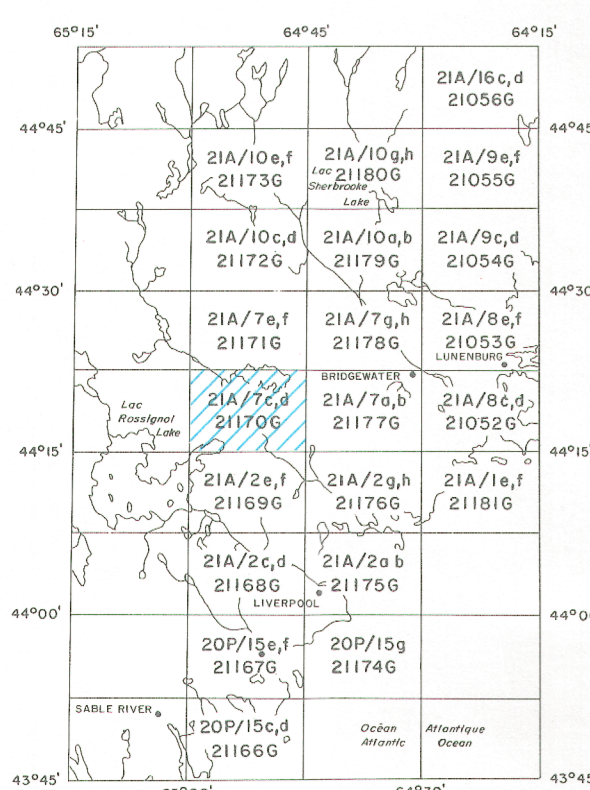 65°15' 64°45' 64°15'
21A/16c,d
21056G
44°45' 44°45'
21A/10e,f 21A/10g,h 21A/9e,f
21173G Lac 21180G 21055G
Sherbrooke
Lake
21A/10c,d 21A/10a,b 21A/9c,d
21172G 21179G 21054G
44°30' 44°30'
21A/7e,f 21A/7g,h 21A/8e,f
21171G 21178G 21053G
LUNENBURG
BRIDGEWATER
Lac 21A/7c,d 21A/7a,b 21A/8c,d
Rossignol 21170G 21177G 21052G
Lake
44°15' 44°15'
21A/2e,f 21A/2g,h 21A/1e,f
21169G 21176G 21181G
21A/2c,d 21A/2a b
21168G 21175G
LIVERPOOL
44°00' 44°00'
20P/15e,f 20P/15g
21167G 21174G
SABLE RIVER
20P/15c,d Océan Atlantique
21166G Atlantic Ocean
43°45' 43°45'